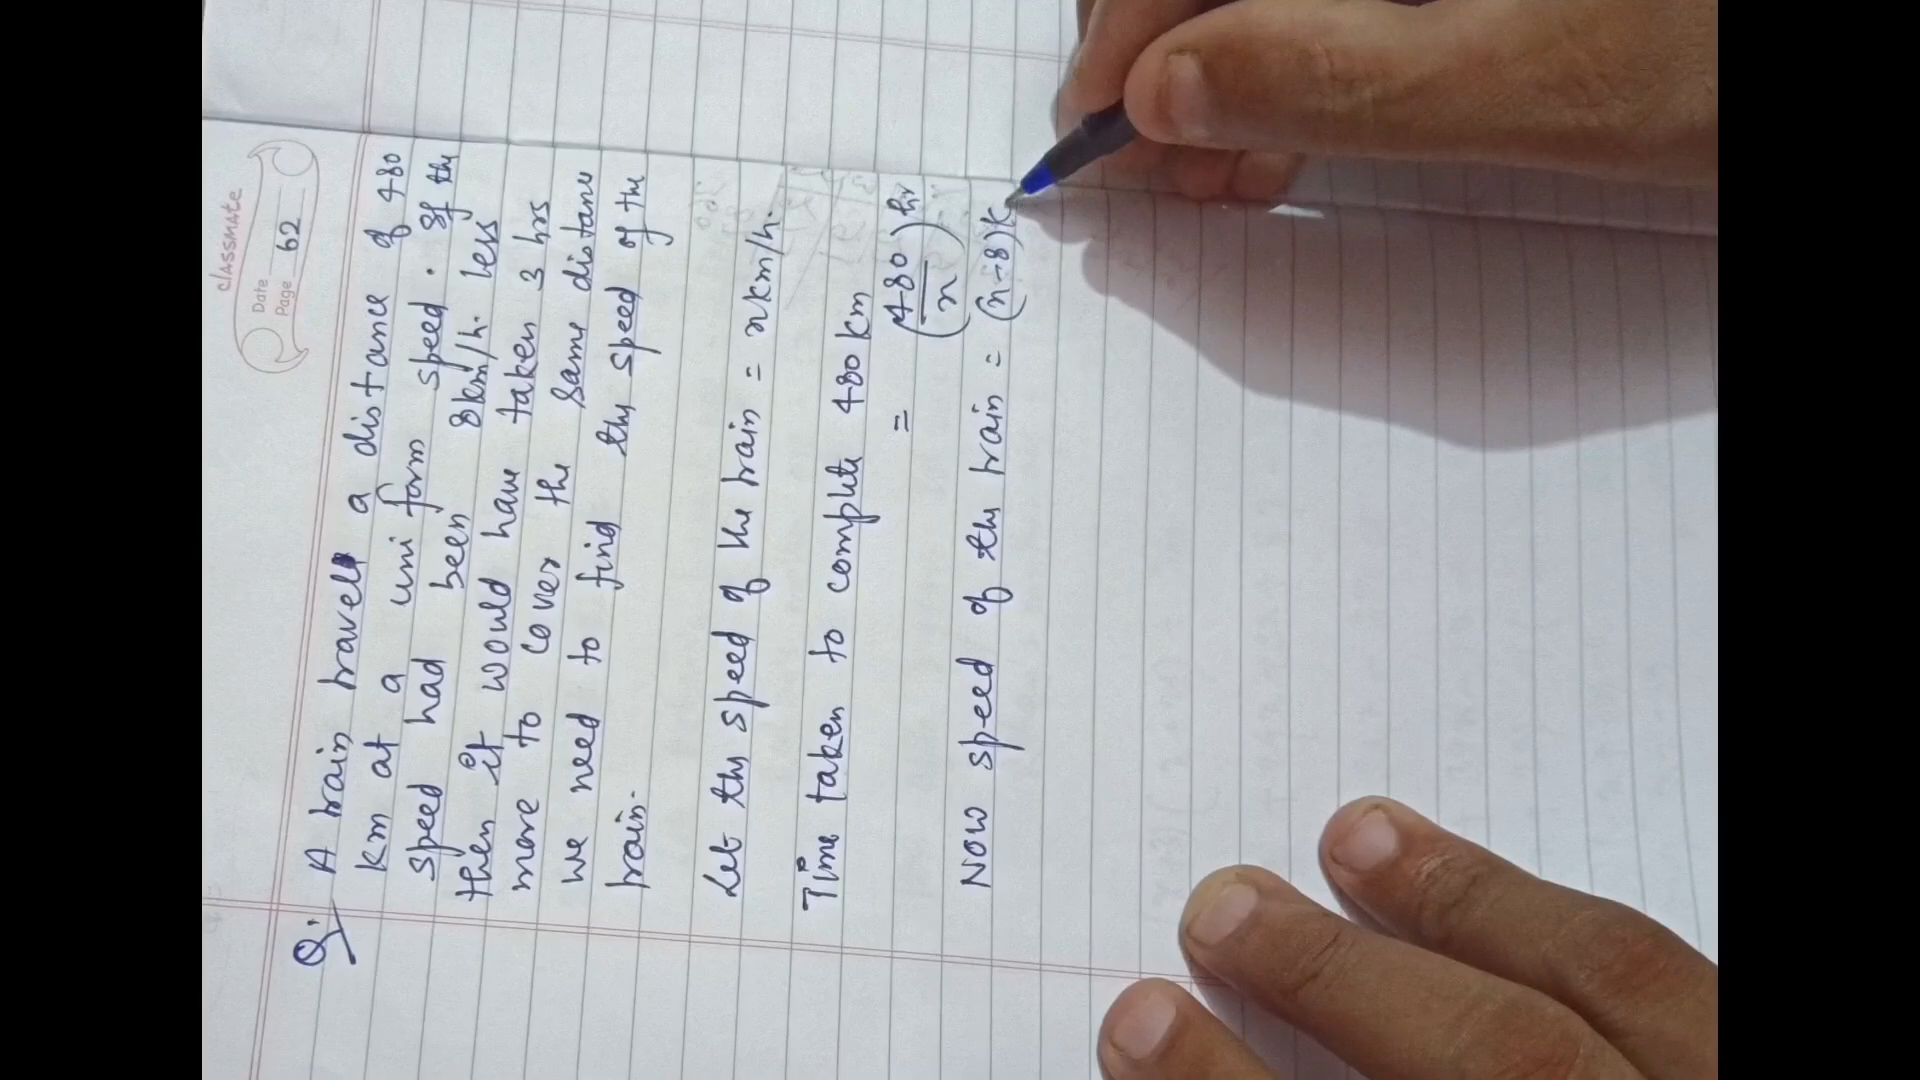 classmate
Date
Page 62
Q. A train travels a distance of 480
km at a uniform speed. If the
speed had been 8km/h. less
then it would have taken 3 hrs
more to cover the same distance
we need to find the speed of the
train.
Let the speed of the train = x km/h.
Time taken to complete 480 km
= (480/x) hr
Now speed of the train = (x-8) k